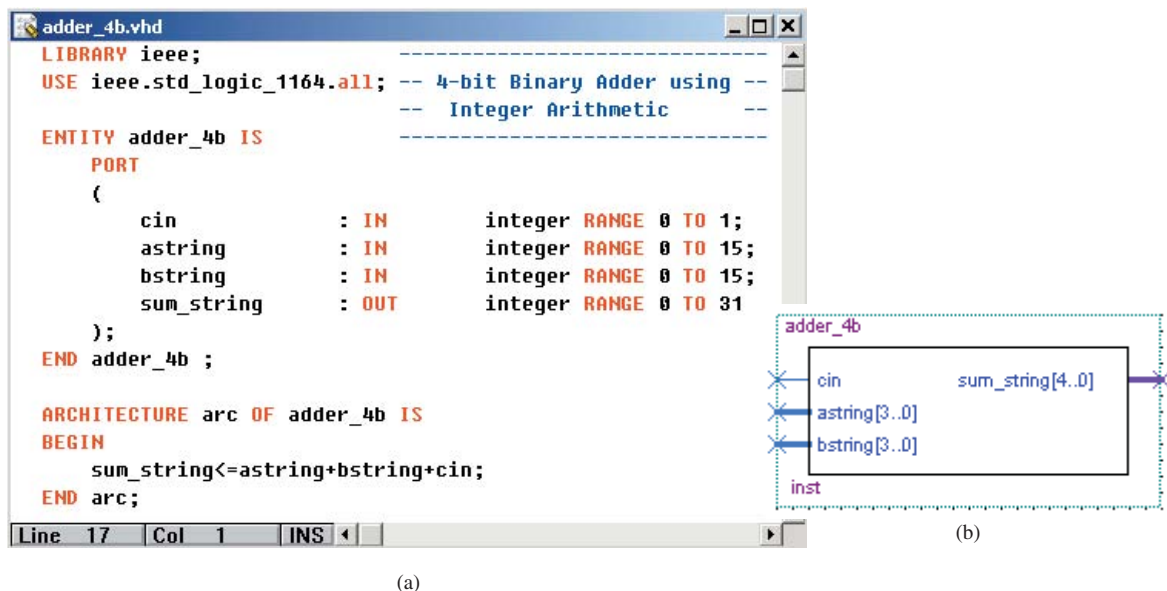 adder_4b.vhd
LIBRARY ieee; ------------------------------
USE ieee.std_logic_1164.all; -- 4-bit Binary Adder using --
-- Integer Arithmetic --
ENTITY adder_4b IS ------------------------------
PORT
(
cin : IN integer RANGE 0 TO 1;
astring : IN integer RANGE 0 TO 15;
bstring : IN integer RANGE 0 TO 15;
sum_string : OUT integer RANGE 0 TO 31
);
END adder_4b ;
ARCHITECTURE arc OF adder_4b IS
BEGIN
sum_string<=astring+bstring+cin;
END arc;
Line 17 Col 1 INS
(a)
adder_4b
cin sum_string[4..0]
astring[3..0]
bstring[3..0]
inst
(b)